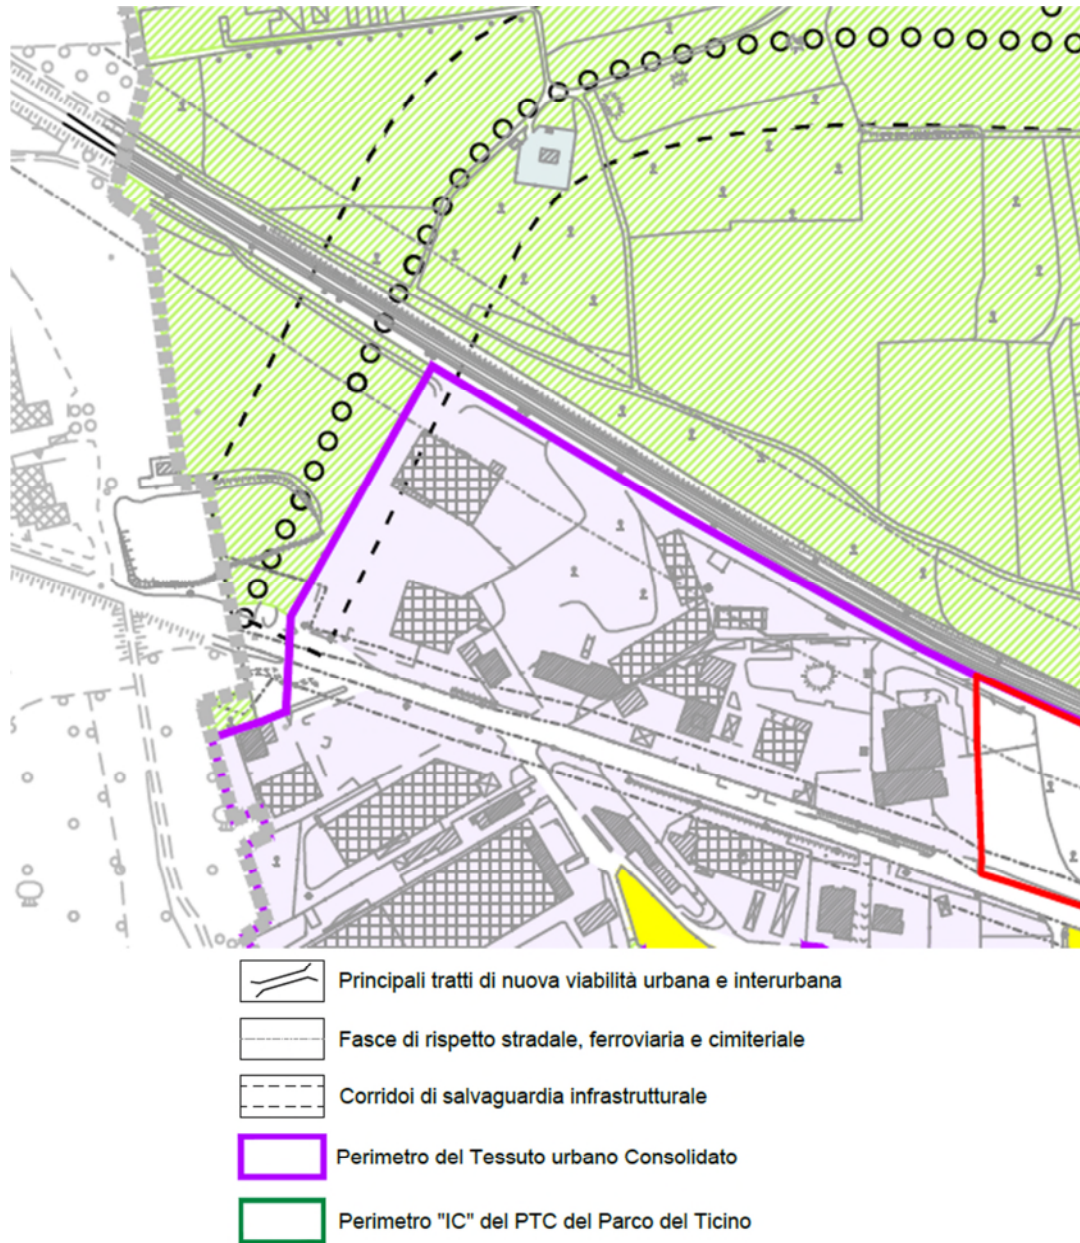 Principali tratti di nuova viabilità urbana e interurbana
Fasce di rispetto stradale, ferroviaria e cimiteriale
Corridoi di salvaguardia infrastrutturale
Perimetro del Tessuto urbano Consolidato
Perimetro "IC" del PTC del Parco del Ticino